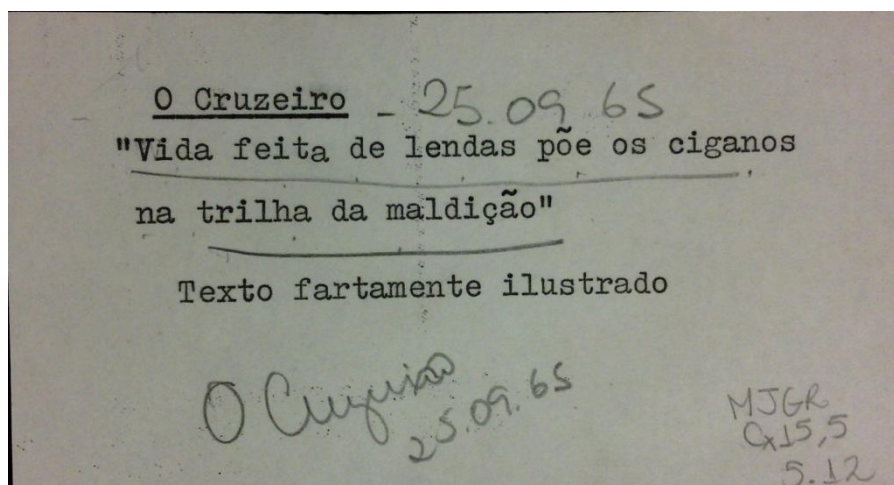 O Cruzeiro - 25.09.65
"Vida feita de lendas põe os ciganos
na trilha da maldição"
Texto fartamente ilustrado
O Cruzeiro
25.09.65
MJGR
Cx15,5
5.12